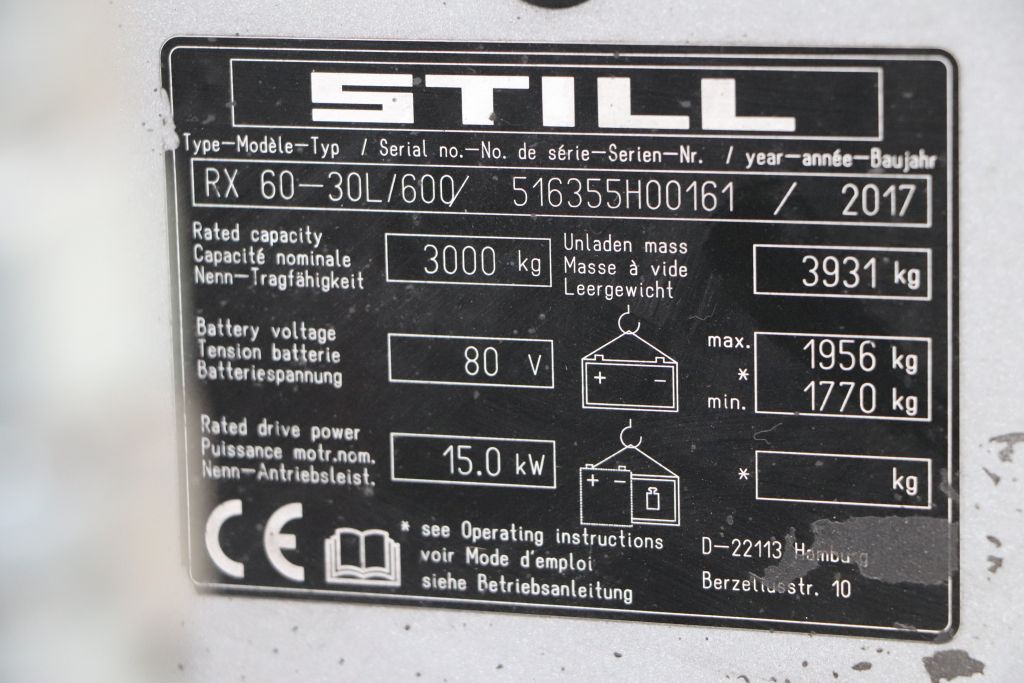 STILL
Type-Modèle-Typ / Serial no.-No. de série-Serien-Nr. / year-année-Baujahr
RX 60-30L/600/ 516355H00161 / 2017
Rated capacity
Capacité nominale
Nenn-Tragfähigkeit
3000 kg
Unladen mass
Masse à vide
Leergewicht
3931 kg
Battery voltage
Tension batterie
Batteriespannung
80 V
+ -
max.
*
min.
1956 kg
1770 kg
Rated drive power
Puissance motr.nom.
Nenn-Antriebsleist.
15.0 kW
+ -
* kg
CE
* see Operating instructions
voir Mode d'emploi
siehe Betriebsanleitung
D-22113 Hamburg
Berzeliusstr. 10